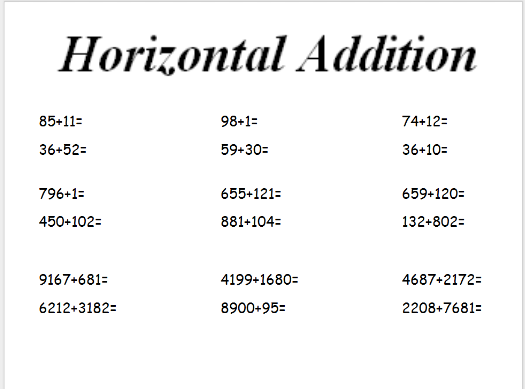 Horizontal Addition
85+11= 98+1= 74+12=
36+52= 59+30= 36+10=
796+1= 655+121= 659+120=
450+102= 881+104= 132+802=
9167+681= 4199+1680= 4687+2172=
6212+3182= 8900+95= 2208+7681=